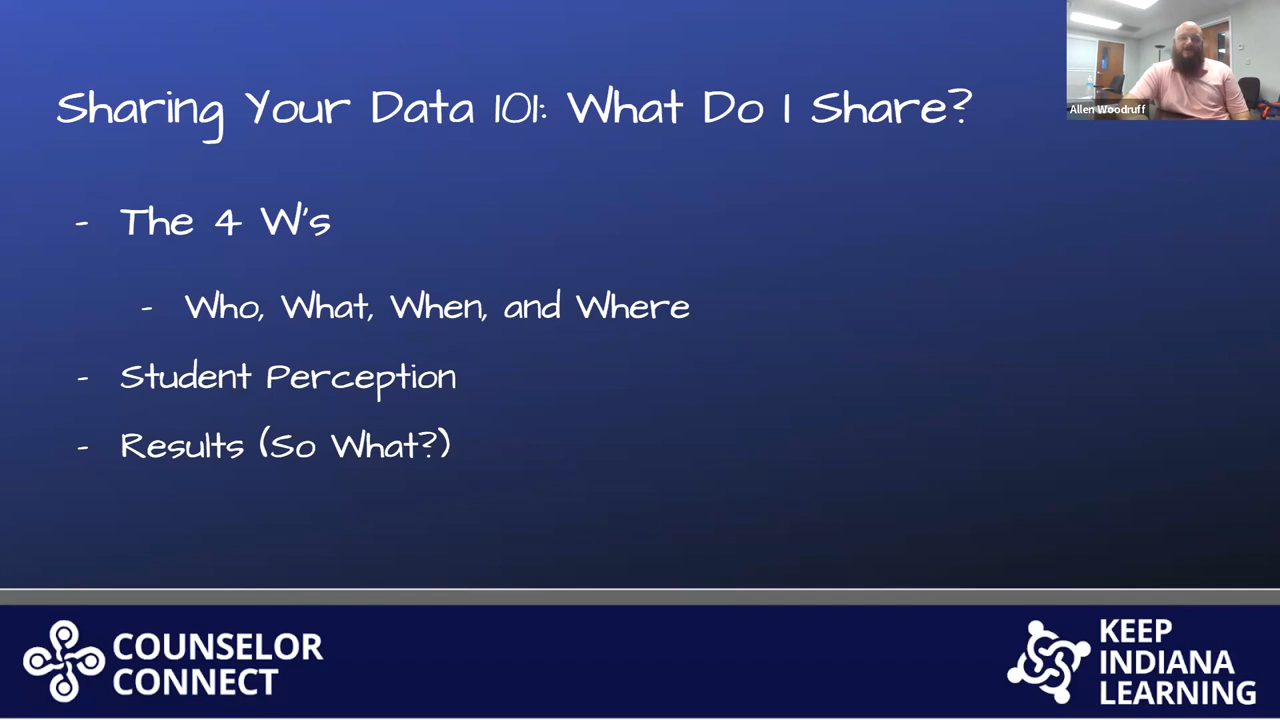 Sharing Your Data 101: What Do I Share?
Allen Woodruff
- The 4 W's
- Who, What, When, and Where
- Student Perception
- Results (So What?)
COUNSELOR
CONNECT
KEEP
INDIANA
LEARNING